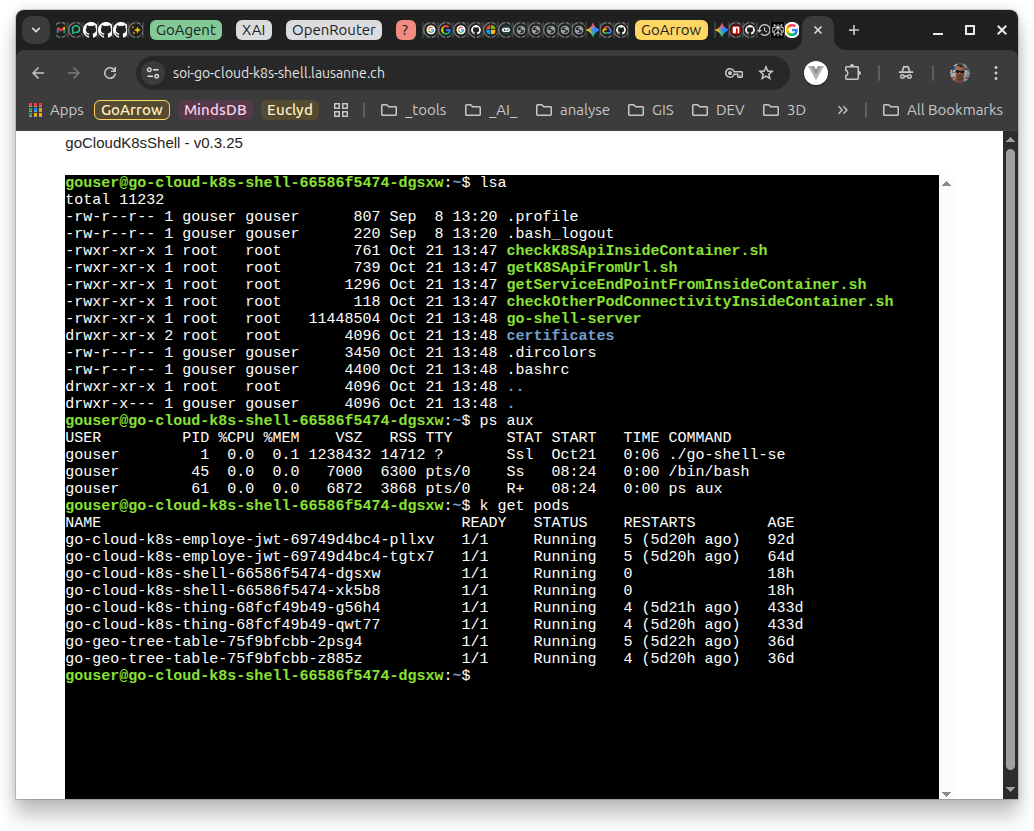 GoAgent XAI OpenRouter ? GoArrow
soi-go-cloud-k8s-shell.lausanne.ch
Apps GoArrow MindsDB Euclyd _tools _AI_ analyse GIS DEV 3D » All Bookmarks
goCloudK8sShell - v0.3.25
gouser@go-cloud-k8s-shell-66586f5474-dgsxw:~$ lsa
total 11232
-rw-r--r-- 1 gouser gouser      807 Sep  8 13:20 .profile
-rw-r--r-- 1 gouser gouser      220 Sep  8 13:20 .bash_logout
-rwxr-xr-x 1 root   root        761 Oct 21 13:47 checkK8SApiInsideContainer.sh
-rwxr-xr-x 1 root   root        739 Oct 21 13:47 getK8SApiFromUrl.sh
-rwxr-xr-x 1 root   root       1296 Oct 21 13:47 getServiceEndPointFromInsideContainer.sh
-rwxr-xr-x 1 root   root        118 Oct 21 13:47 checkOtherPodConnectivityInsideContainer.sh
-rwxr-xr-x 1 root   root   11448504 Oct 21 13:48 go-shell-server
drwxr-xr-x 2 root   root       4096 Oct 21 13:48 certificates
-rw-r--r-- 1 gouser gouser     3450 Oct 21 13:48 .dircolors
-rw-r--r-- 1 gouser gouser     4400 Oct 21 13:48 .bashrc
drwxr-xr-x 1 root   root       4096 Oct 21 13:48 ..
drwxr-x--- 1 gouser gouser     4096 Oct 21 13:48 .
gouser@go-cloud-k8s-shell-66586f5474-dgsxw:~$ ps aux
USER         PID %CPU %MEM    VSZ   RSS TTY      STAT START   TIME COMMAND
gouser         1  0.0  0.1 1238432 14712 ?       Ssl  Oct21   0:06 ./go-shell-se
gouser        45  0.0  0.0   7000  6300 pts/0    Ss   08:24   0:00 /bin/bash
gouser        61  0.0  0.0   6872  3868 pts/0    R+   08:24   0:00 ps aux
gouser@go-cloud-k8s-shell-66586f5474-dgsxw:~$ k get pods
NAME                                        READY   STATUS    RESTARTS        AGE
go-cloud-k8s-employe-jwt-69749d4bc4-pllxv   1/1     Running   5 (5d20h ago)   92d
go-cloud-k8s-employe-jwt-69749d4bc4-tgtx7   1/1     Running   5 (5d20h ago)   64d
go-cloud-k8s-shell-66586f5474-dgsxw         1/1     Running   0               18h
go-cloud-k8s-shell-66586f5474-xk5b8         1/1     Running   0               18h
go-cloud-k8s-thing-68fcf49b49-g56h4         1/1     Running   4 (5d21h ago)   433d
go-cloud-k8s-thing-68fcf49b49-qwt77         1/1     Running   4 (5d20h ago)   433d
go-geo-tree-table-75f9bfcbb-2psg4           1/1     Running   5 (5d22h ago)   36d
go-geo-tree-table-75f9bfcbb-z885z           1/1     Running   4 (5d20h ago)   36d
gouser@go-cloud-k8s-shell-66586f5474-dgsxw:~$